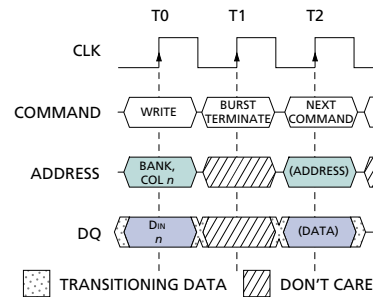 T0 T1 T2
CLK
COMMAND WRITE BURST TERMINATE NEXT COMMAND
ADDRESS BANK, COL n (ADDRESS)
DQ DIN n (DATA)
TRANSITIONING DATA DON'T CARE